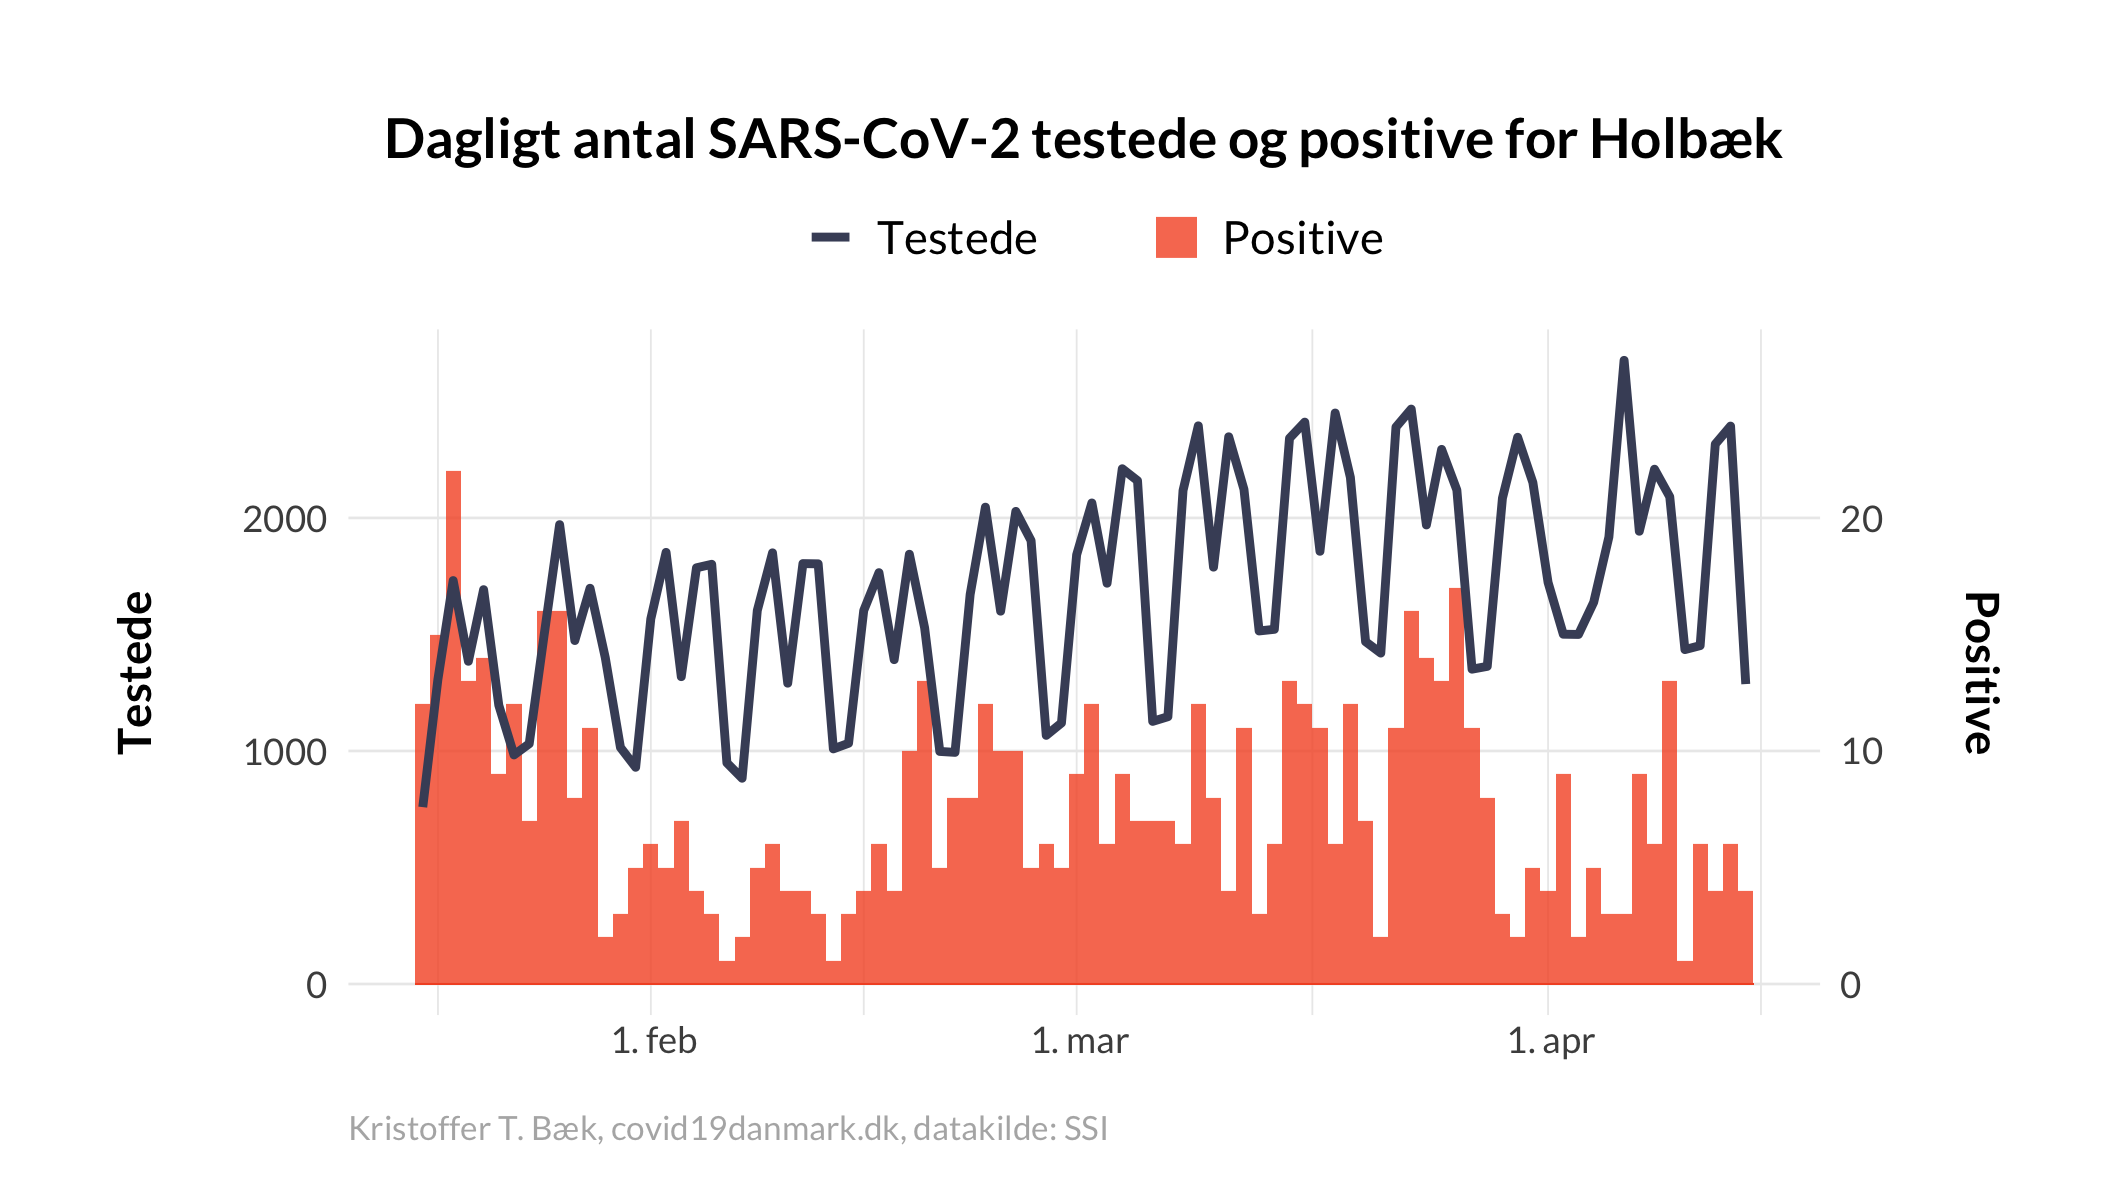 Dagligt antal SARS-CoV-2 testede og positive for Holbæk
Testede
Positive
Testede
2000
1000
0
20
10
0
Positive
1. feb
1. mar
1. apr
Kristoffer T. Bæk, covid19danmark.dk, datakilde: SSI